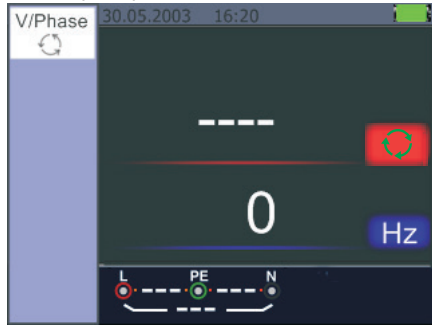 V/Phase
30.05.2003 16:20
----
0
Hz
L PE N
--- ---
---